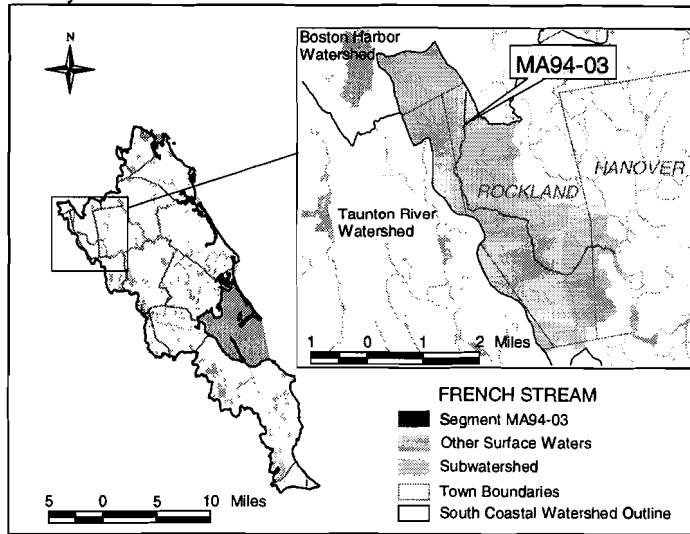 N
Boston Harbor
Watershed
MA94-03
HANOVER
ROCKLAND
Taunton River
Watershed
1 0 1 2 Miles
FRENCH STREAM
Segment MA94-03
Other Surface Waters
Subwatershed
Town Boundaries
South Coastal Watershed Outline
5 0 5 10 Miles